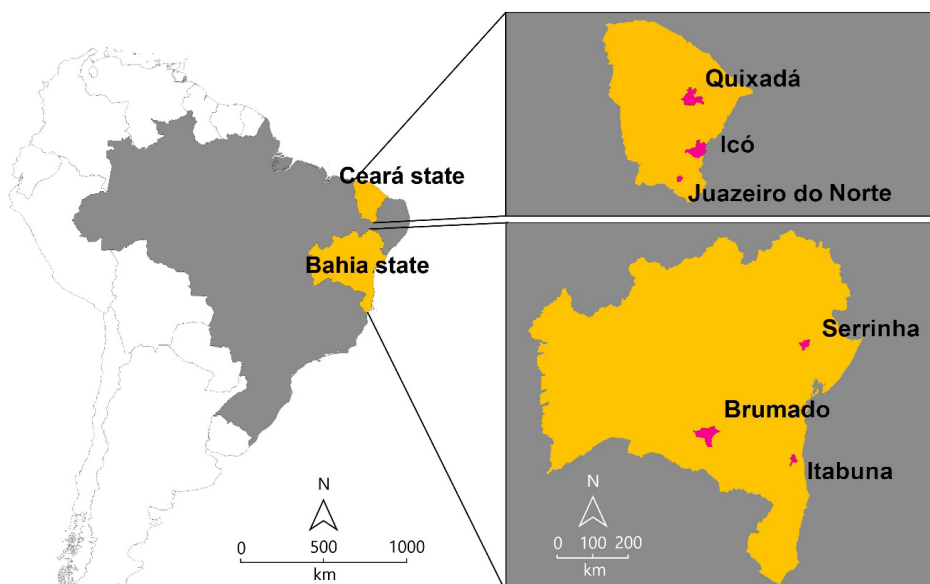 Ceará state
Bahia state
N
0 500 1000
km
Quixadá
Icó
Juazeiro do Norte
Serrinha
Brumado
Itabuna
N
0 100 200
km